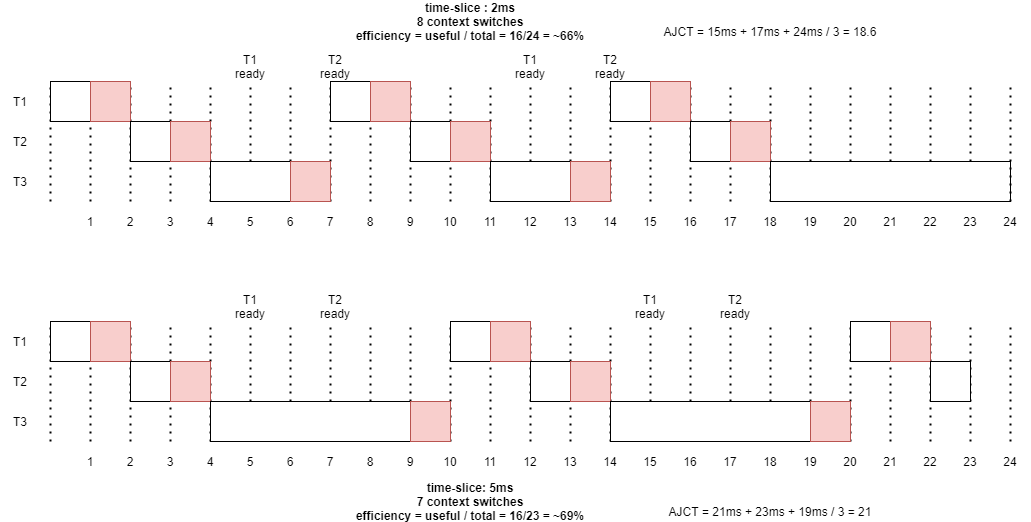 time-slice : 2ms
8 context switches
efficiency = useful / total = 16/24 = ~66%
AJCT = 15ms + 17ms + 24ms / 3 = 18.6
T1
ready
T2
ready
T1
ready
T2
ready
T1
T2
T3
1 2 3 4 5 6 7 8 9 10 11 12 13 14 15 16 17 18 19 20 21 22 23 24
T1
ready
T2
ready
T1
ready
T2
ready
T1
T2
T3
1 2 3 4 5 6 7 8 9 10 11 12 13 14 15 16 17 18 19 20 21 22 23 24
time-slice: 5ms
7 context switches
efficiency = useful / total = 16/23 = ~69%
AJCT = 21ms + 23ms + 19ms / 3 = 21